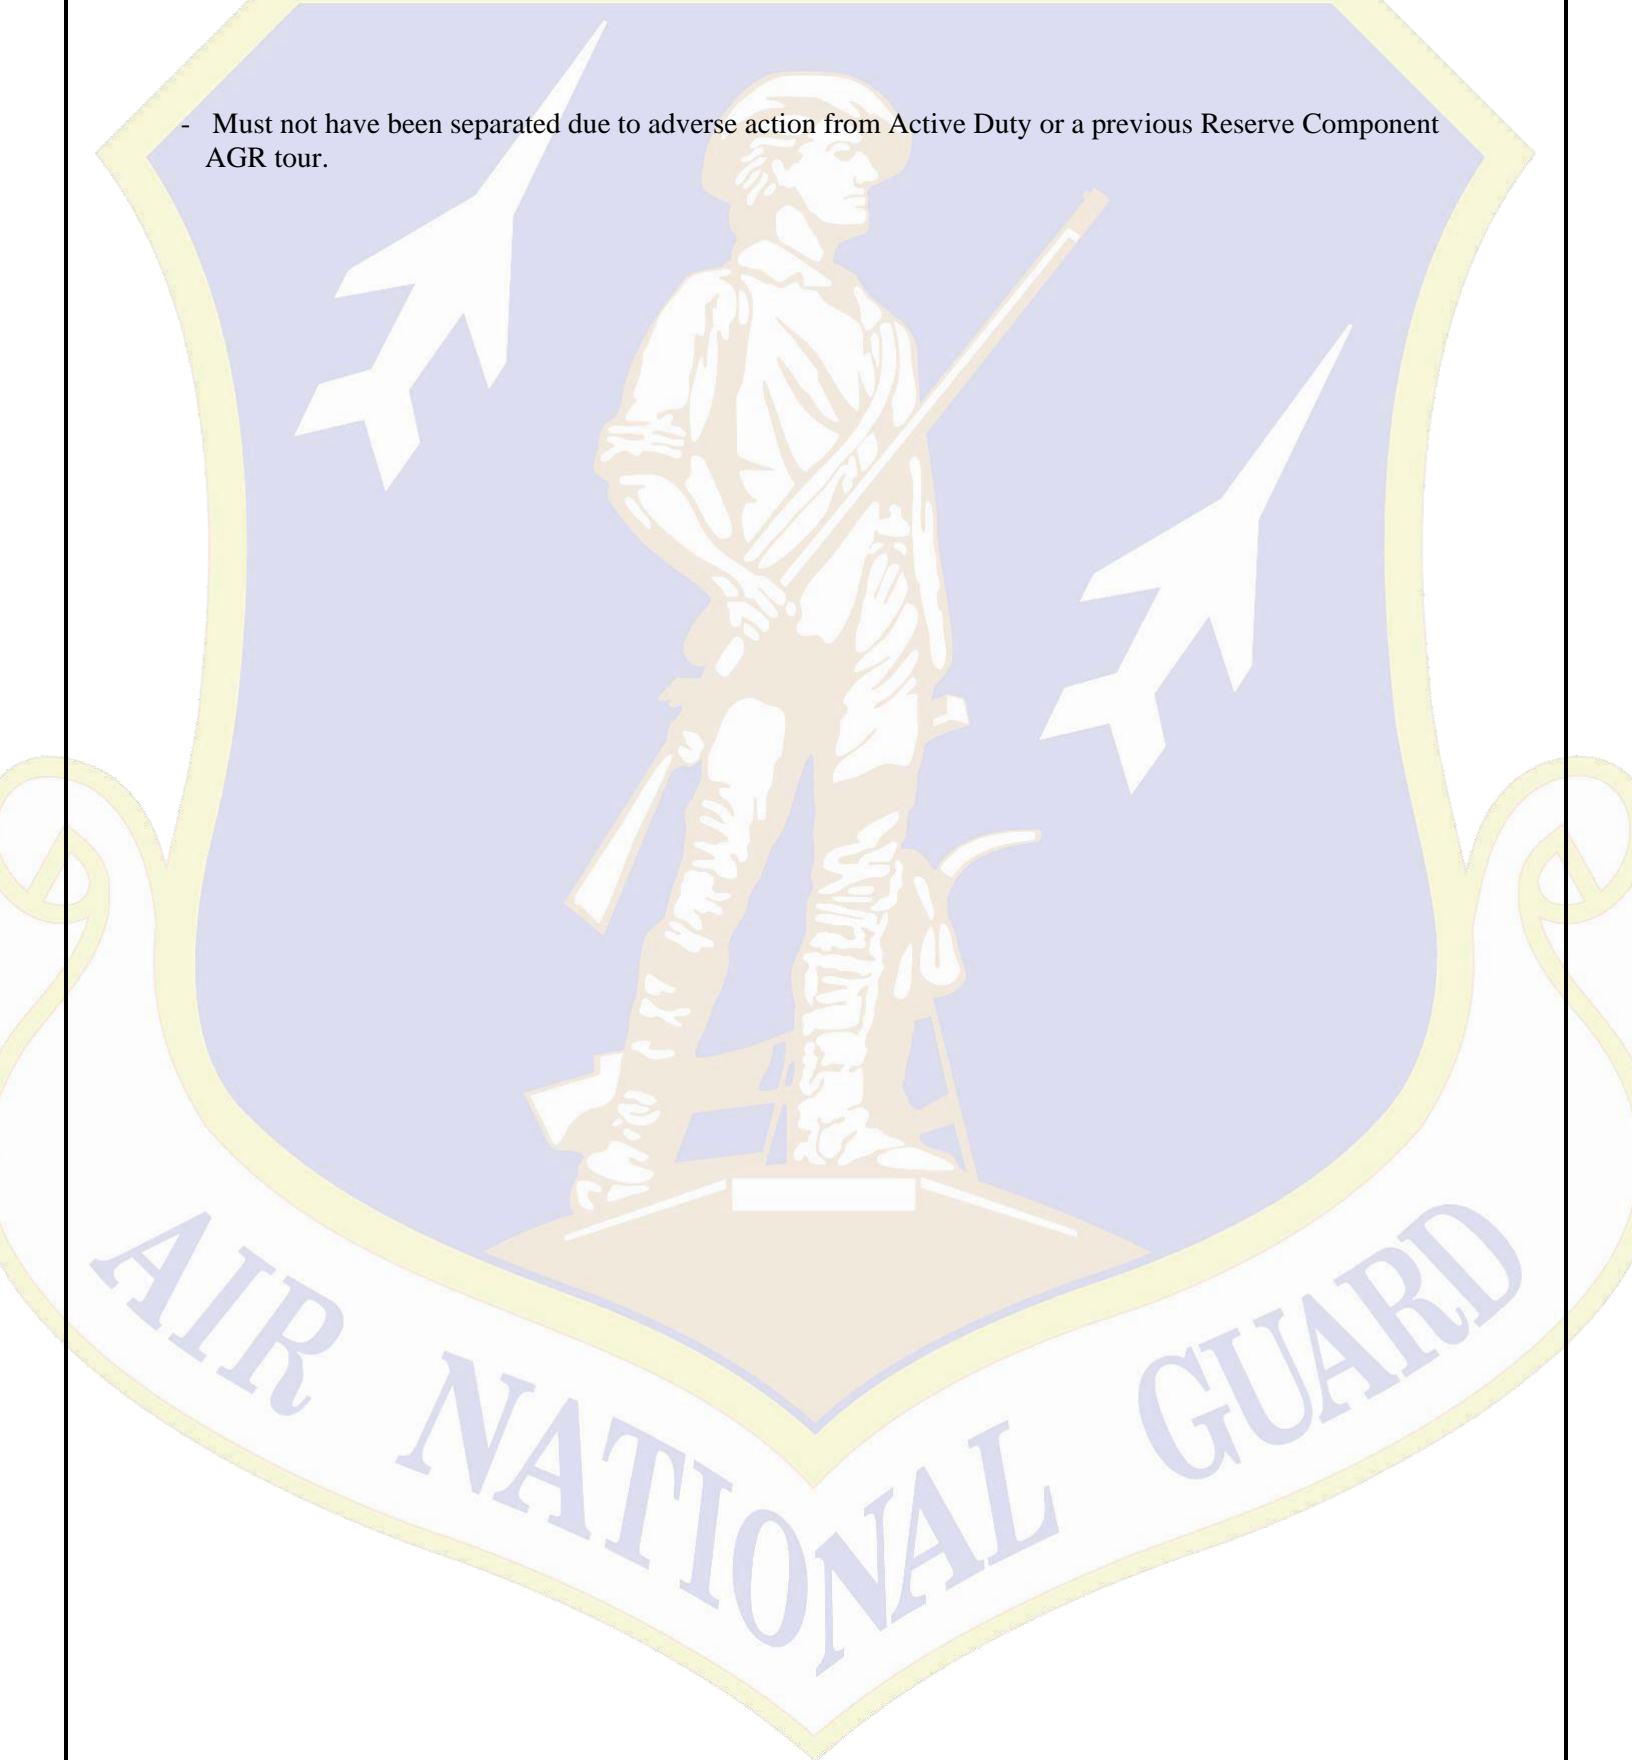 - Must not have been separated due to adverse action from Active Duty or a previous Reserve Component
AGR tour.
AIR NATIONAL GUARD